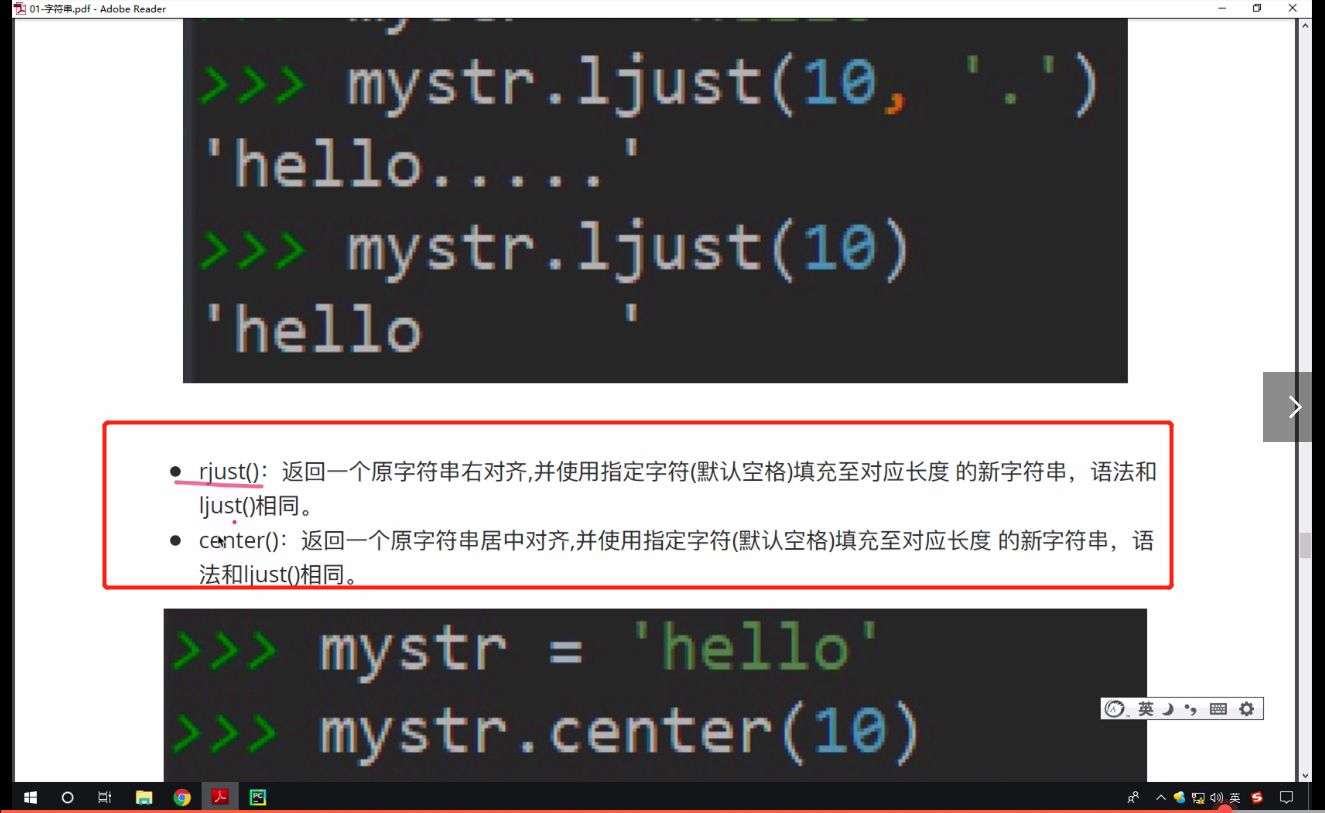 01-字符串.pdf - Adobe Reader
>>> mystr.ljust(10, '.')
'hello.....'
>>> mystr.ljust(10)
'hello     '
● rjust()：返回一个原字符串右对齐,并使用指定字符(默认空格)填充至对应长度 的新字符串，语法和
ljust()相同。
● center()：返回一个原字符串居中对齐,并使用指定字符(默认空格)填充至对应长度 的新字符串，语
法和ljust()相同。
>>> mystr = 'hello'
>>> mystr.center(10)
英
英